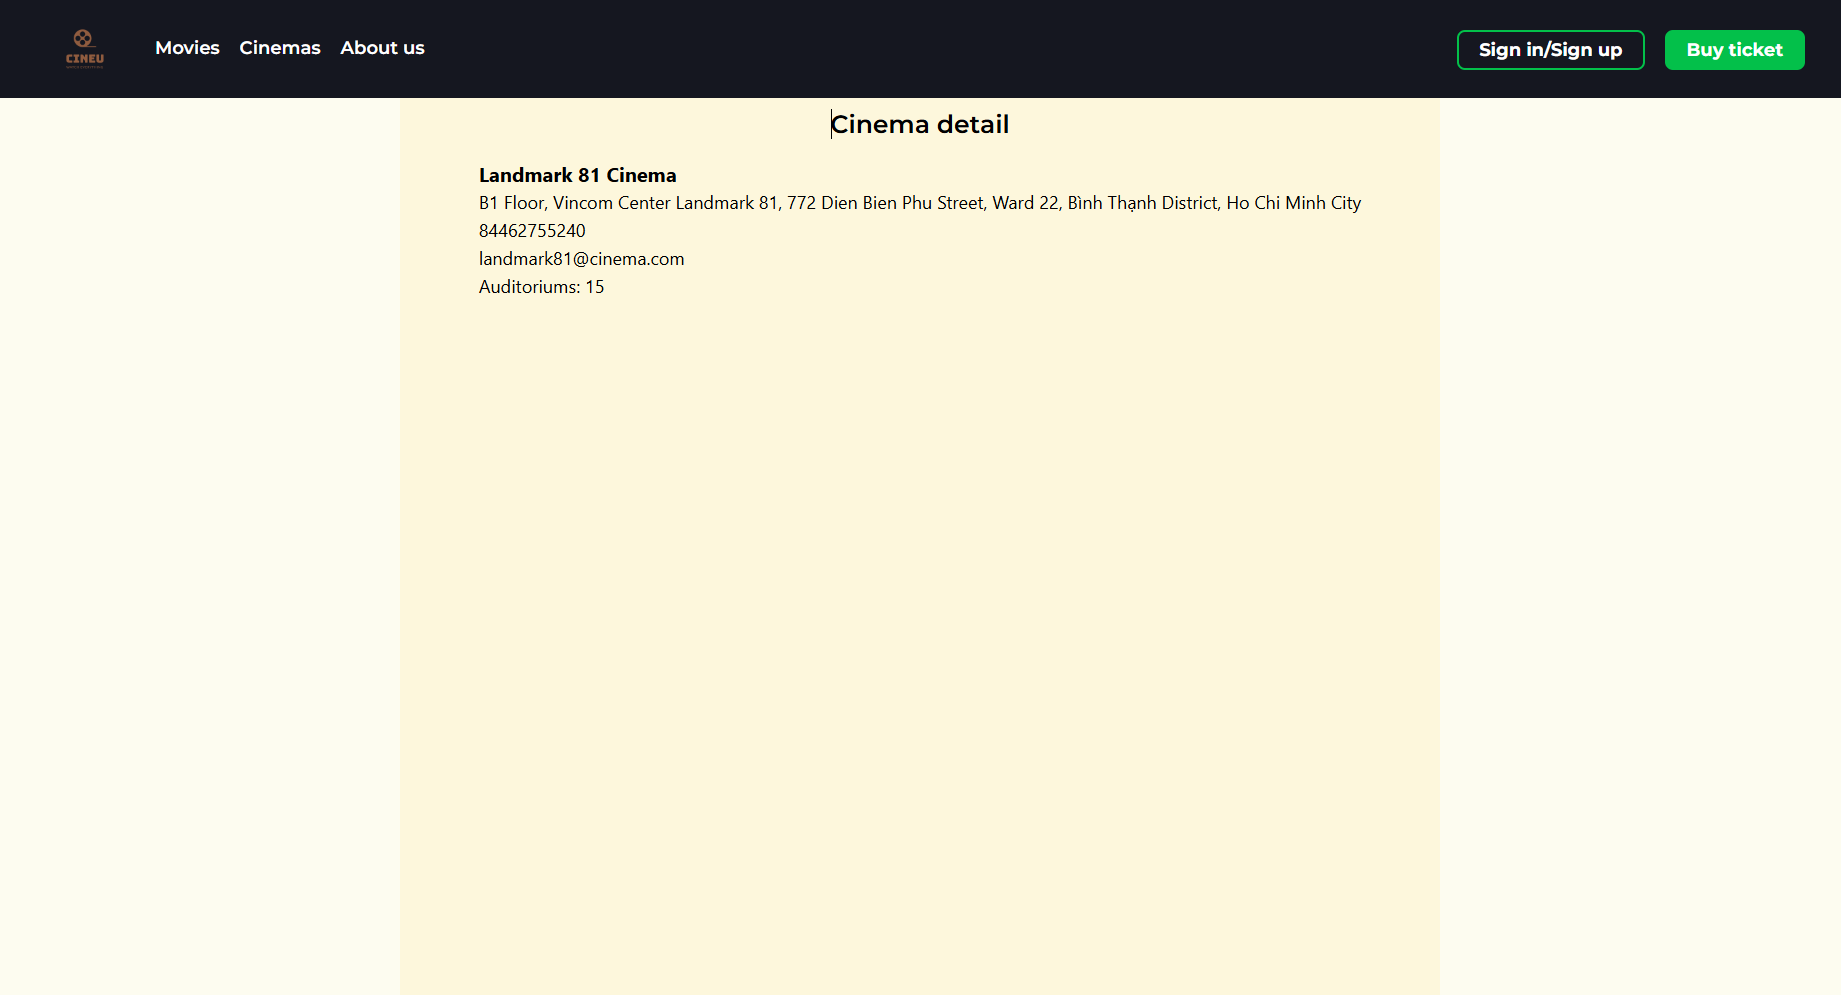 CINEU
Movies Cinemas About us
Sign in/Sign up
Buy ticket
Cinema detail
Landmark 81 Cinema
B1 Floor, Vincom Center Landmark 81, 772 Dien Bien Phu Street, Ward 22, Bình Thạnh District, Ho Chi Minh City
84462755240
landmark81@cinema.com
Auditoriums: 15